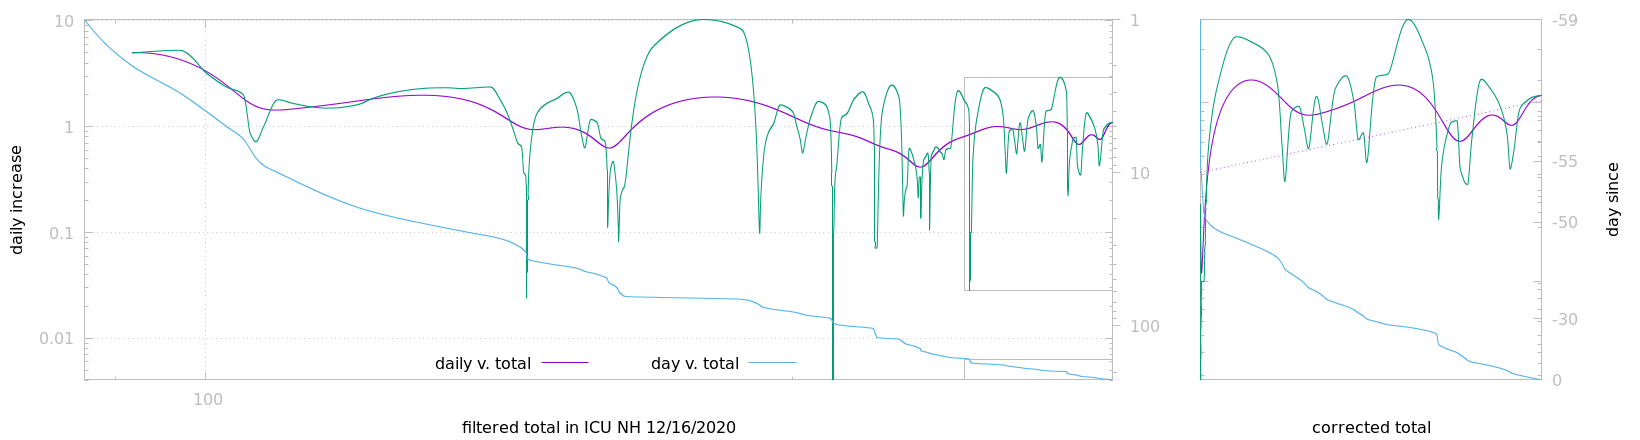 10
1
0.1
0.01
daily increase
daily v. total
day v. total
100
filtered total in ICU NH 12/16/2020
1
10
100
-59
-55
-50
-30
0
day since
corrected total